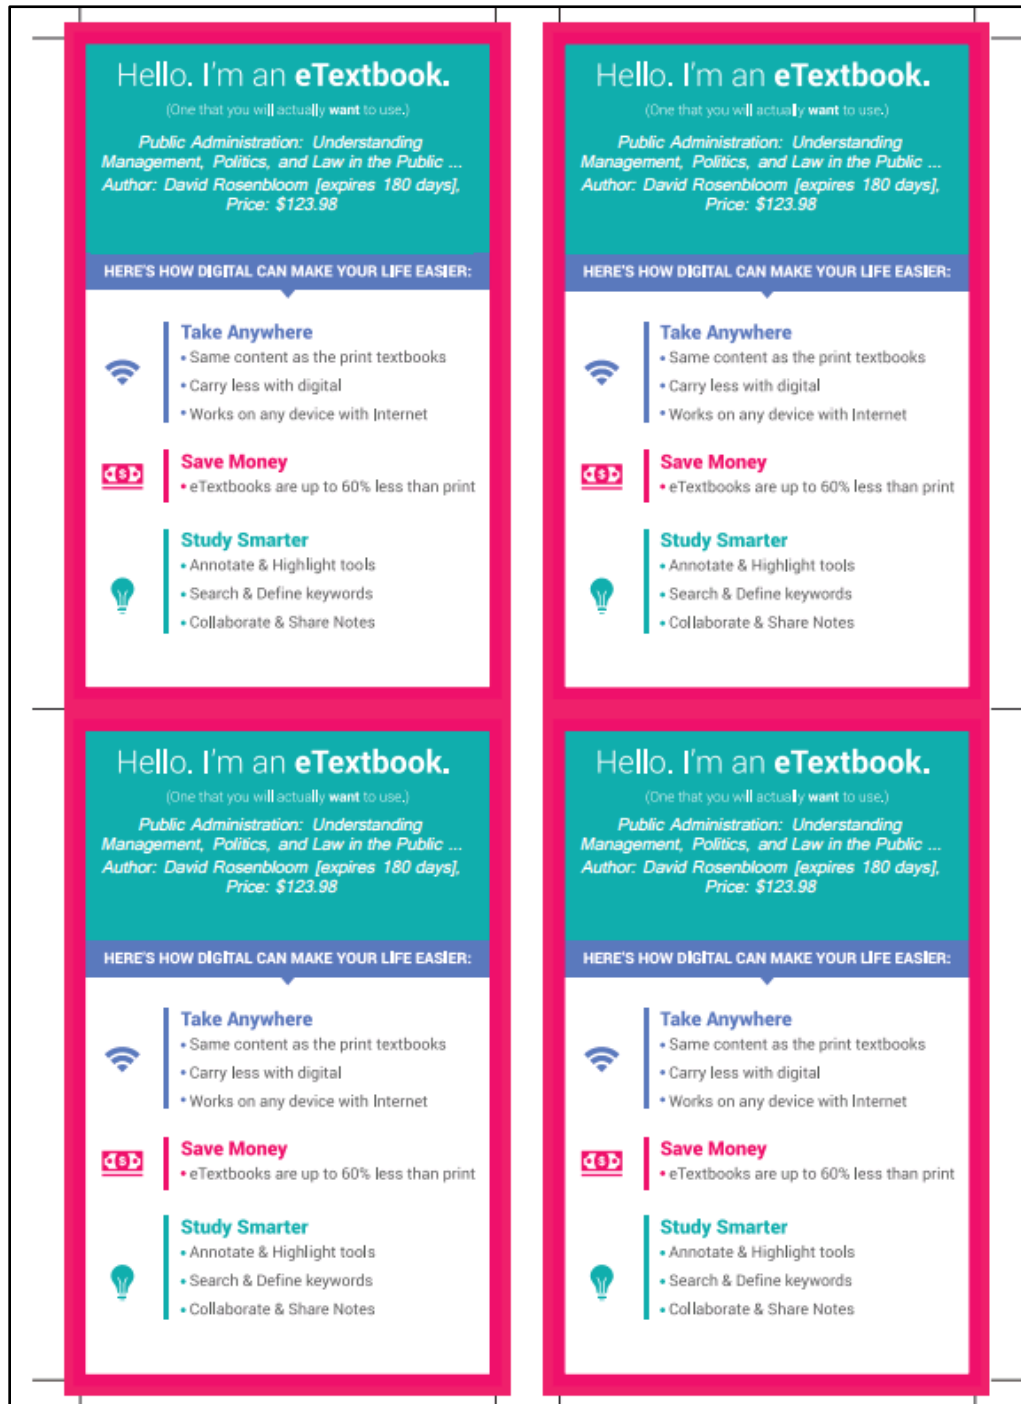 Hello. I'm an eTextbook.
(One that you will actually want to use.)
Public Administration: Understanding
Management, Politics, and Law in the Public ...
Author: David Rosenbloom [expires 180 days],
Price: $123.98
HERE'S HOW DIGITAL CAN MAKE YOUR LIFE EASIER:
Take Anywhere
• Same content as the print textbooks
• Carry less with digital
• Works on any device with Internet
Save Money
• eTextbooks are up to 60% less than print
Study Smarter
• Annotate & Highlight tools
• Search & Define keywords
• Collaborate & Share Notes
Hello. I'm an eTextbook.
(One that you will actually want to use.)
Public Administration: Understanding
Management, Politics, and Law in the Public ...
Author: David Rosenbloom [expires 180 days],
Price: $123.98
HERE'S HOW DIGITAL CAN MAKE YOUR LIFE EASIER:
Take Anywhere
• Same content as the print textbooks
• Carry less with digital
• Works on any device with Internet
Save Money
• eTextbooks are up to 60% less than print
Study Smarter
• Annotate & Highlight tools
• Search & Define keywords
• Collaborate & Share Notes
Hello. I'm an eTextbook.
(One that you will actually want to use.)
Public Administration: Understanding
Management, Politics, and Law in the Public ...
Author: David Rosenbloom [expires 180 days],
Price: $123.98
HERE'S HOW DIGITAL CAN MAKE YOUR LIFE EASIER:
Take Anywhere
• Same content as the print textbooks
• Carry less with digital
• Works on any device with Internet
Save Money
• eTextbooks are up to 60% less than print
Study Smarter
• Annotate & Highlight tools
• Search & Define keywords
• Collaborate & Share Notes
Hello. I'm an eTextbook.
(One that you will actually want to use.)
Public Administration: Understanding
Management, Politics, and Law in the Public ...
Author: David Rosenbloom [expires 180 days],
Price: $123.98
HERE'S HOW DIGITAL CAN MAKE YOUR LIFE EASIER:
Take Anywhere
• Same content as the print textbooks
• Carry less with digital
• Works on any device with Internet
Save Money
• eTextbooks are up to 60% less than print
Study Smarter
• Annotate & Highlight tools
• Search & Define keywords
• Collaborate & Share Notes